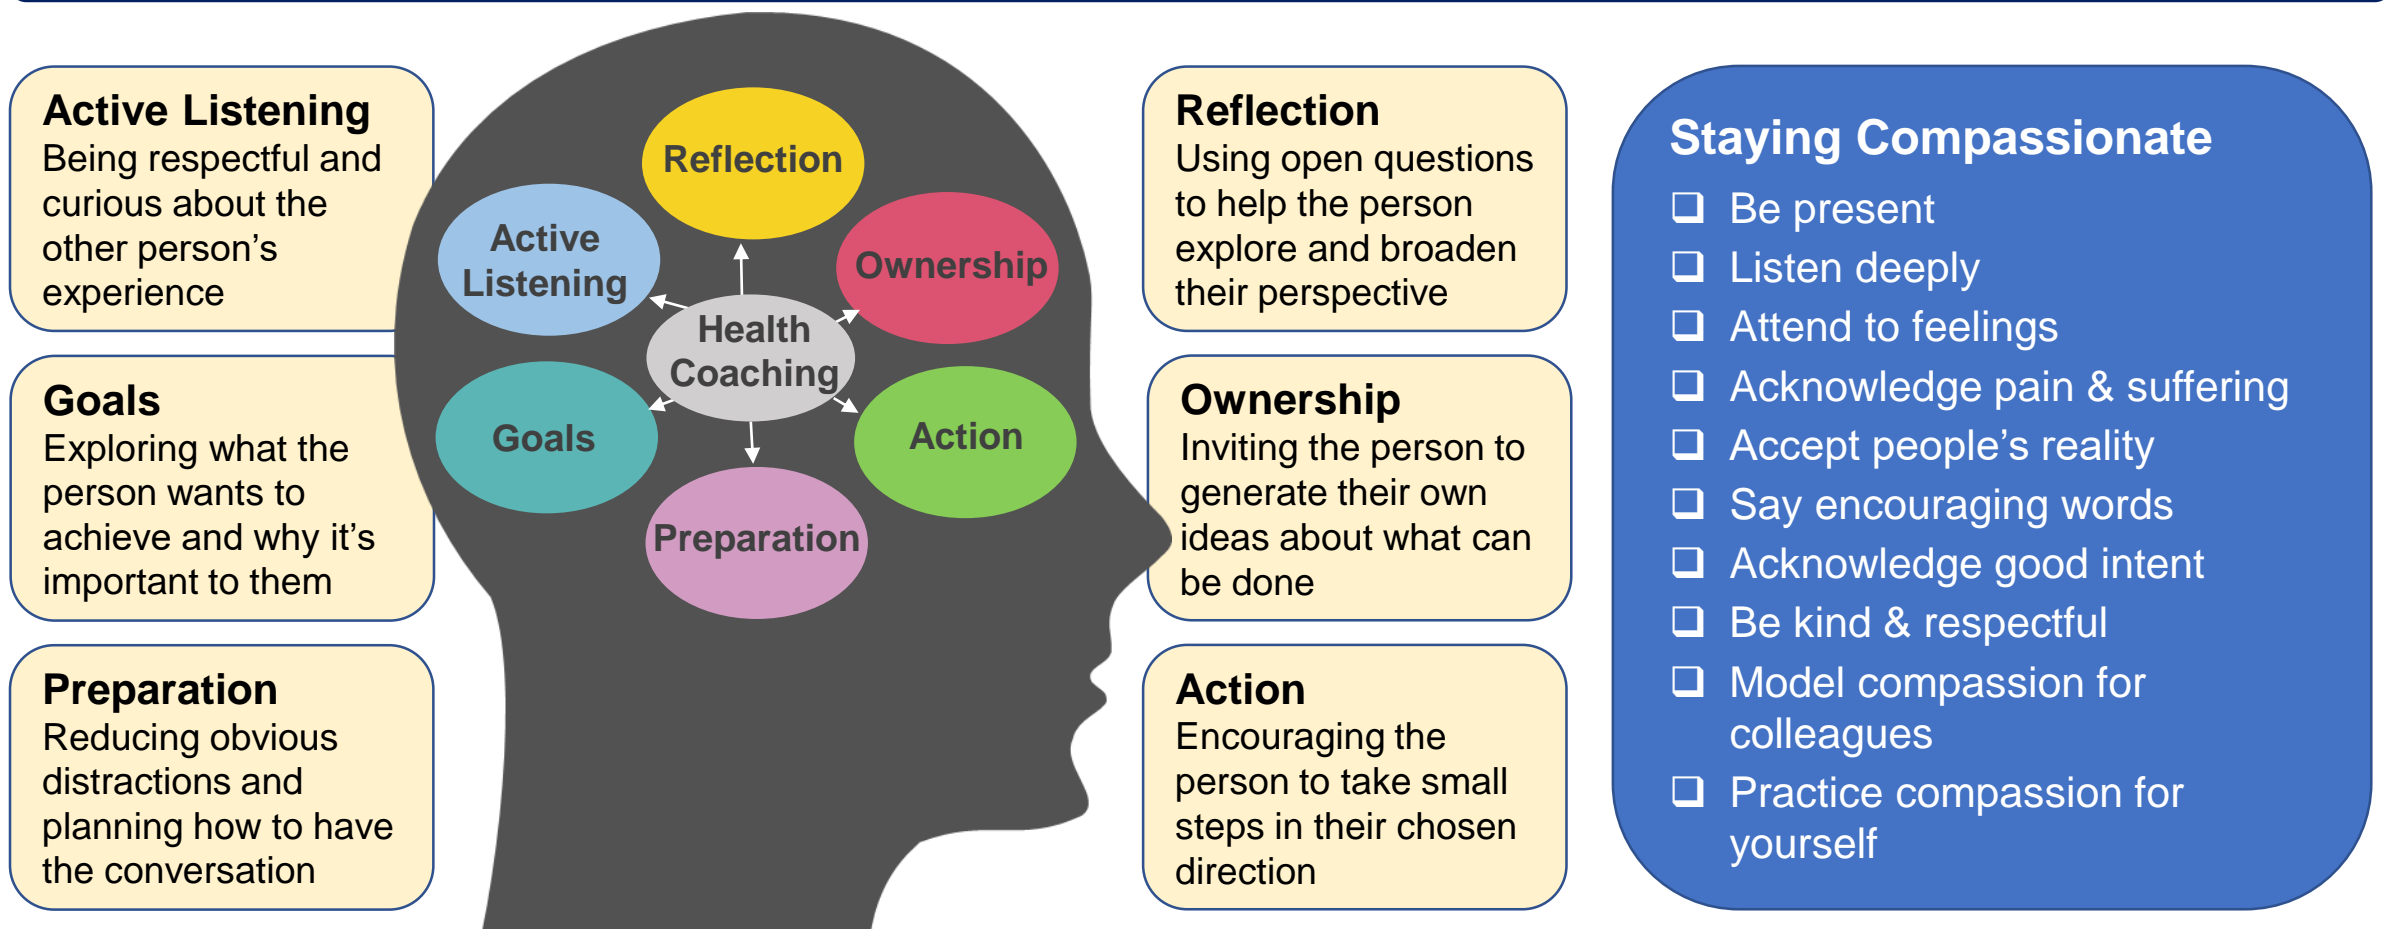 Active Listening
Being respectful and
curious about the
other person's
experience
Goals
Exploring what the
person wants to
achieve and why it's
important to them
Preparation
Reducing obvious
distractions and
planning how to have
the conversation
Reflection
Active
Listening
Ownership
Health
Coaching
Goals
Action
Preparation
Reflection
Using open questions
to help the person
explore and broaden
their perspective
Ownership
Inviting the person to
generate their own
ideas about what can
be done
Action
Encouraging the
person to take small
steps in their chosen
direction
Staying Compassionate
❑ Be present
❑ Listen deeply
❑ Attend to feelings
❑ Acknowledge pain & suffering
❑ Accept people's reality
❑ Say encouraging words
❑ Acknowledge good intent
❑ Be kind & respectful
❑ Model compassion for
colleagues
❑ Practice compassion for
yourself